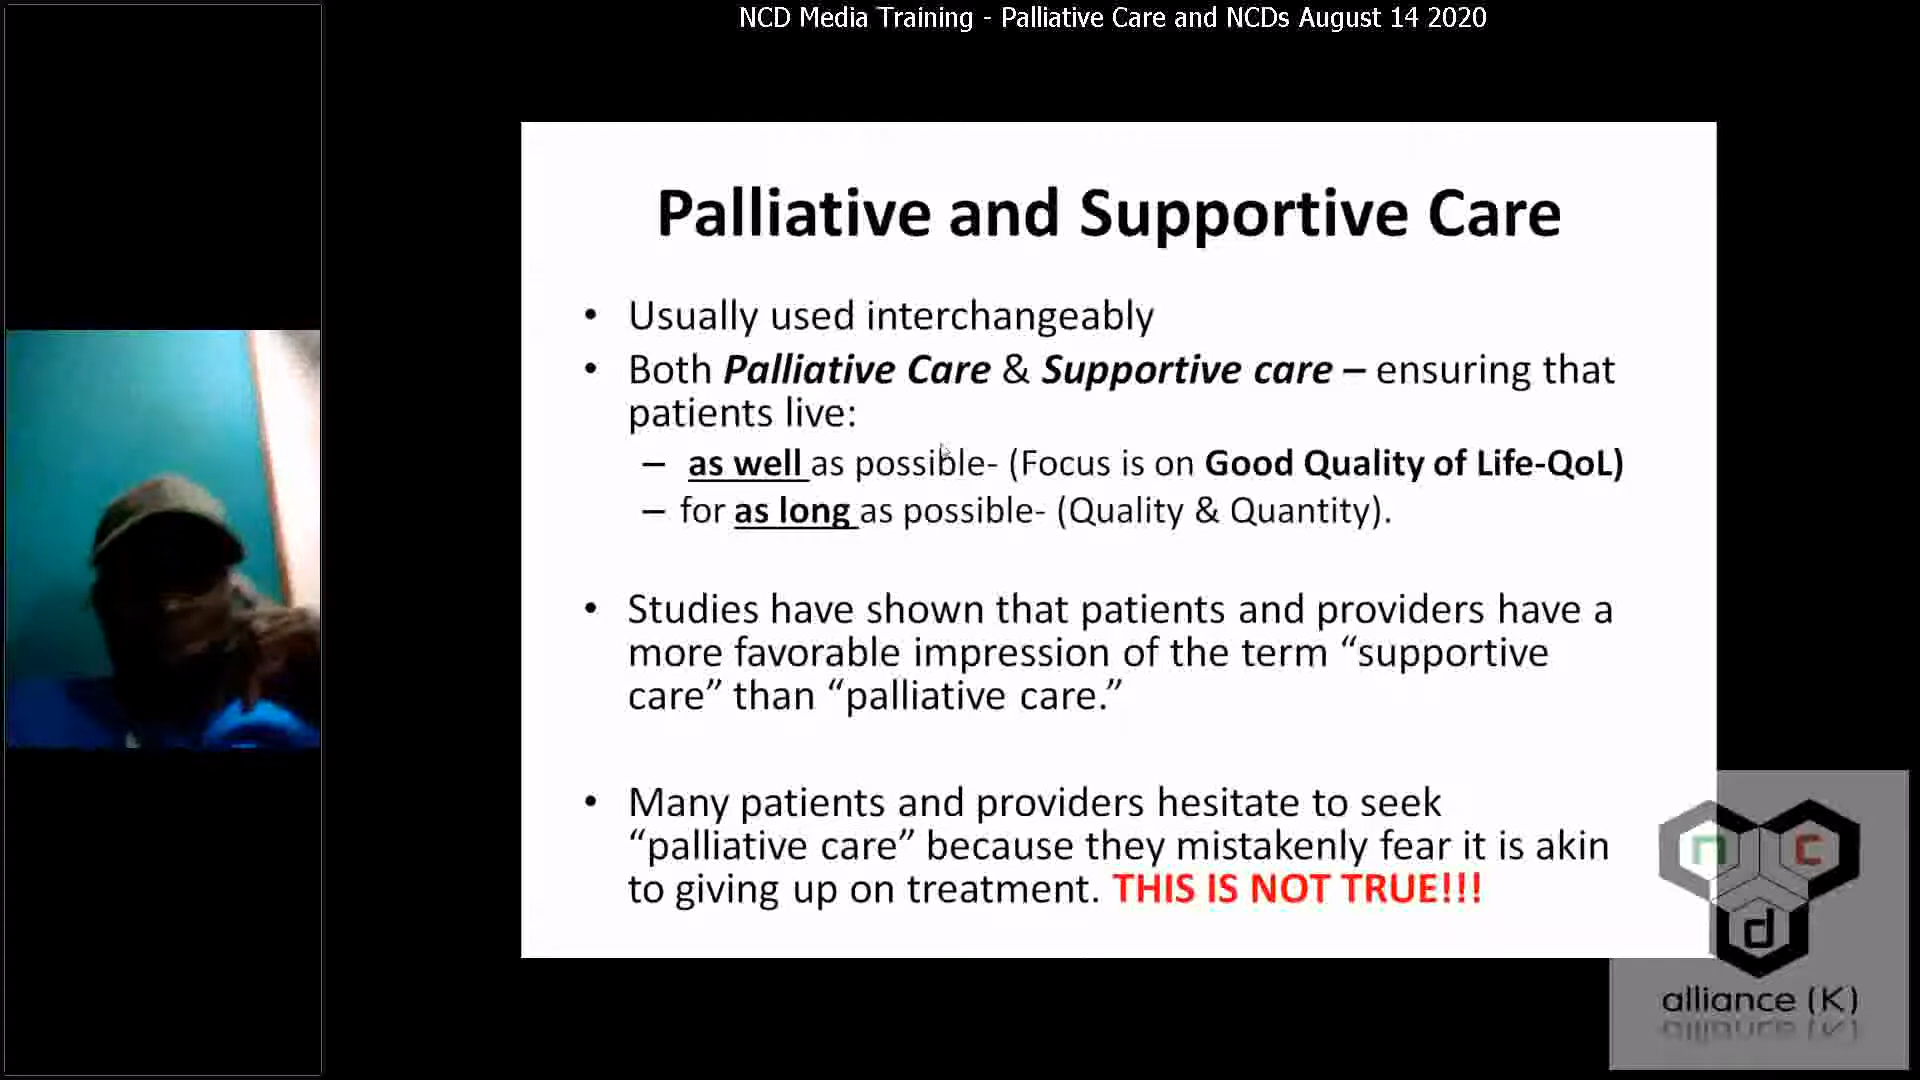 NCD Media Training - Palliative Care and NCDs August 14 2020
Palliative and Supportive Care
• Usually used interchangeably
• Both Palliative Care & Supportive care – ensuring that
patients live:
– as well as possible- (Focus is on Good Quality of Life-QoL)
– for as long as possible- (Quality & Quantity).
• Studies have shown that patients and providers have a
more favorable impression of the term “supportive
care” than “palliative care.”
• Many patients and providers hesitate to seek
“palliative care” because they mistakenly fear it is akin
to giving up on treatment. THIS IS NOT TRUE!!!
n c
d
alliance (K)